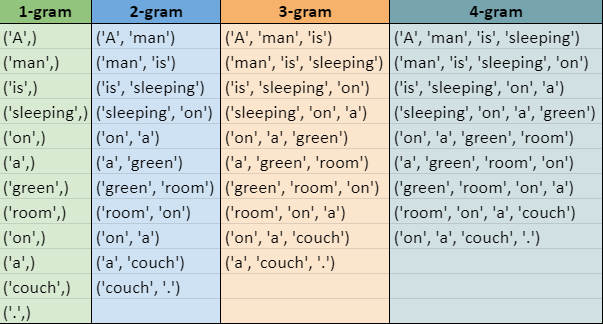 1-gram 2-gram 3-gram 4-gram
('A',) ('A', 'man') ('A', 'man', 'is') ('A', 'man', 'is', 'sleeping')
('man',) ('man', 'is') ('man', 'is', 'sleeping') ('man', 'is', 'sleeping', 'on')
('is',) ('is', 'sleeping') ('is', 'sleeping', 'on') ('is', 'sleeping', 'on', 'a')
('sleeping',) ('sleeping', 'on') ('sleeping', 'on', 'a') ('sleeping', 'on', 'a', 'green')
('on',) ('on', 'a') ('on', 'a', 'green') ('on', 'a', 'green', 'room')
('a',) ('a', 'green') ('a', 'green', 'room') ('a', 'green', 'room', 'on')
('green',) ('green', 'room') ('green', 'room', 'on') ('green', 'room', 'on', 'a')
('room',) ('room', 'on') ('room', 'on', 'a') ('room', 'on', 'a', 'couch')
('on',) ('on', 'a') ('on', 'a', 'couch') ('on', 'a', 'couch', '.')
('a',) ('a', 'couch') ('a', 'couch', '.')
('couch',) ('couch', '.')
('.',)